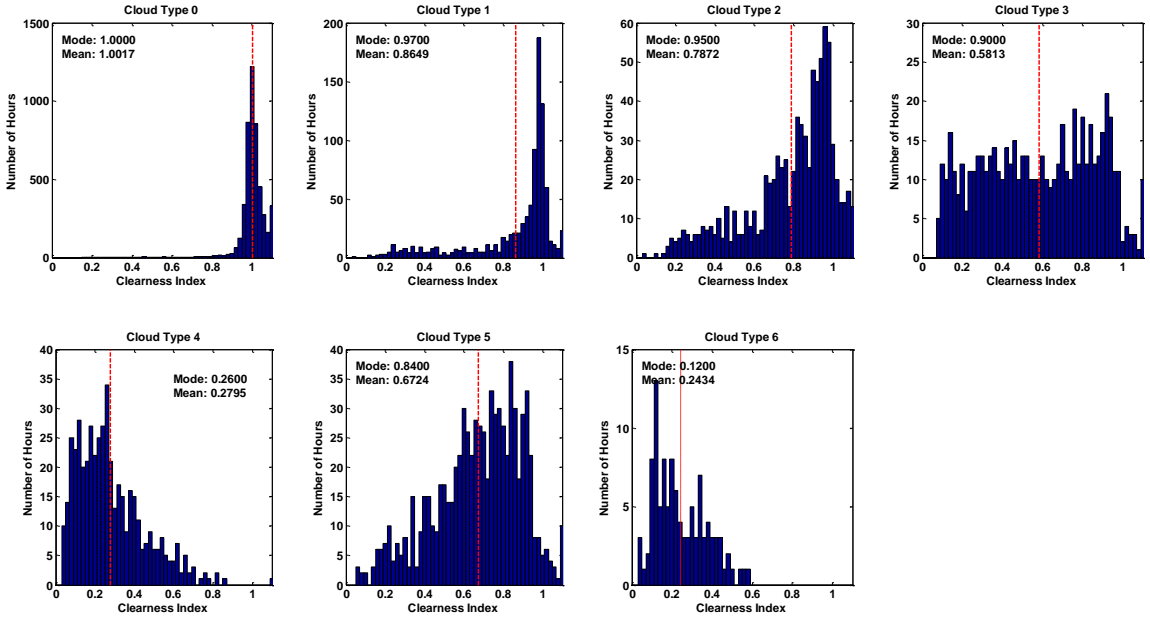 Cloud Type 0
1500
1000
500
0
0
0.2
0.4
0.6
0.8
1
Mode: 1.0000
Mean: 1.0017
Number of Hours
Clearness Index
Cloud Type 1
200
150
100
50
0
0
0.2
0.4
0.6
0.8
1
Mode: 0.9700
Mean: 0.8649
Number of Hours
Clearness Index
Cloud Type 2
60
50
40
30
20
10
0
0
0.2
0.4
0.6
0.8
1
Mode: 0.9500
Mean: 0.7872
Number of Hours
Clearness Index
Cloud Type 3
30
25
20
15
10
5
0
0
0.2
0.4
0.6
0.8
1
Mode: 0.9000
Mean: 0.5813
Number of Hours
Clearness Index
Cloud Type 4
40
35
30
25
20
15
10
5
0
0
0.2
0.4
0.6
0.8
1
Mode: 0.2600
Mean: 0.2795
Number of Hours
Clearness Index
Cloud Type 5
40
35
30
25
20
15
10
5
0
0
0.2
0.4
0.6
0.8
1
Mode: 0.8400
Mean: 0.6724
Number of Hours
Clearness Index
Cloud Type 6
15
10
5
0
0
0.2
0.4
0.6
0.8
1
Mode: 0.1200
Mean: 0.2434
Number of Hours
Clearness Index